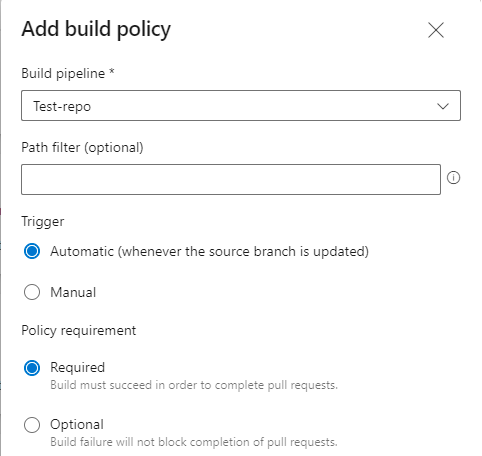 Add build policy
Build pipeline *
Test-repo
Path filter (optional)
Trigger
Automatic (whenever the source branch is updated)
Manual
Policy requirement
Required
Build must succeed in order to complete pull requests.
Optional
Build failure will not block completion of pull requests.